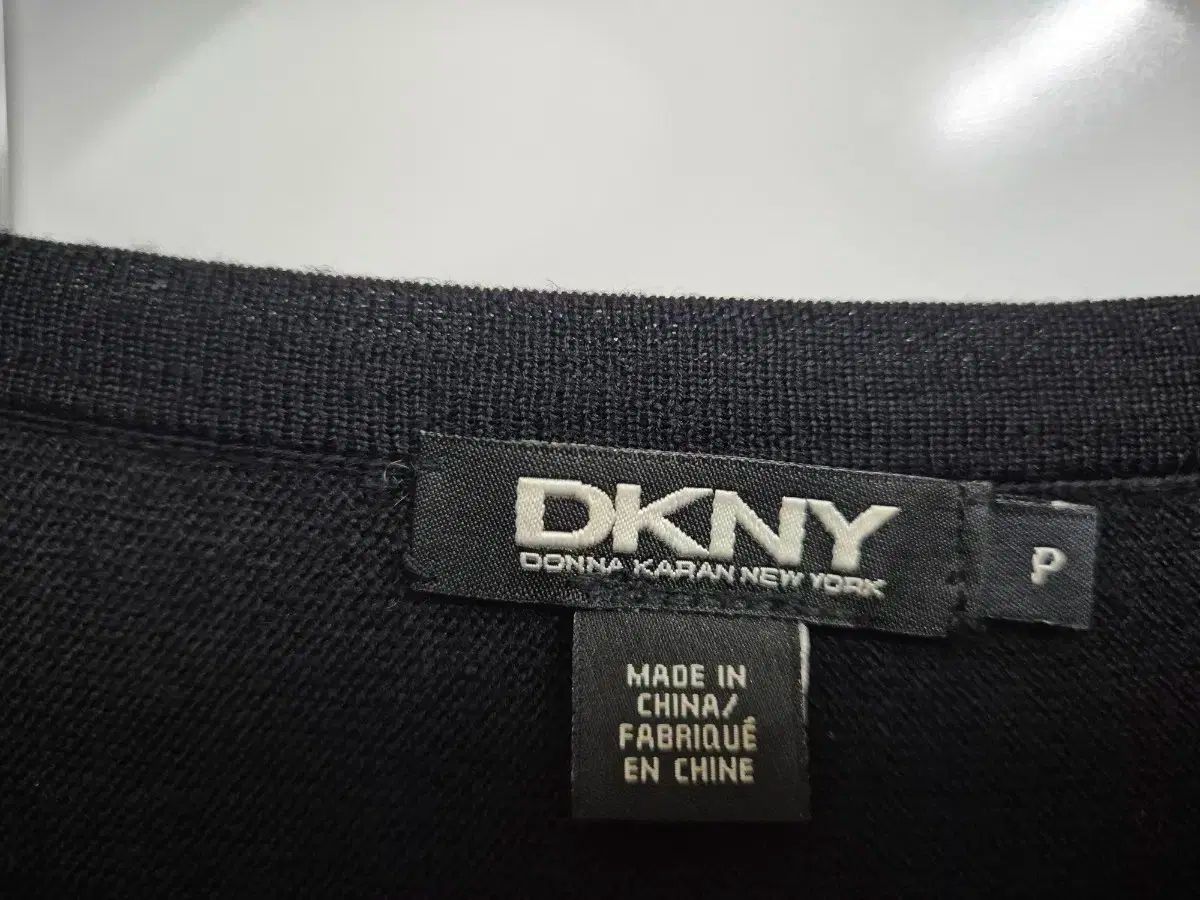 DKNY
DONNA KARAN NEW YORK
P
MADE IN
CHINA/
FABRIQUÉ
EN CHINE